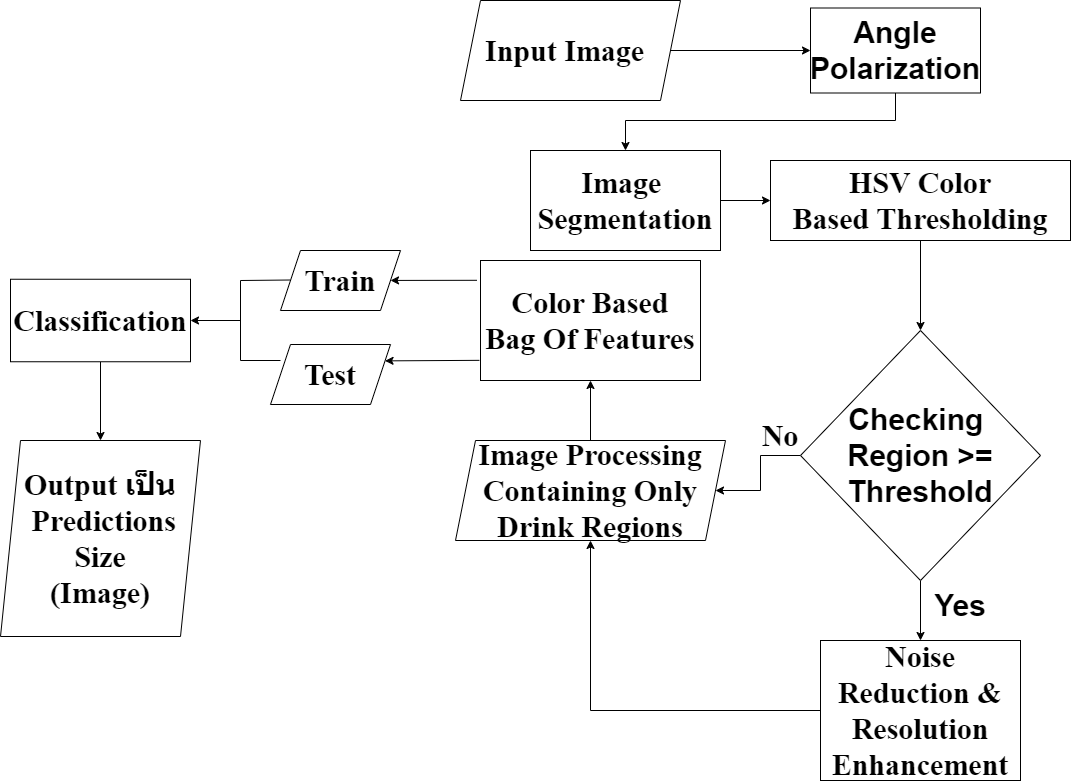 Input Image
Angle
Polarization
Image
Segmentation
HSV Color
Based Thresholding
Checking
Region >=
Threshold
No
Yes
Noise
Reduction &
Resolution
Enhancement
Image Processing
Containing Only
Drink Regions
Color Based
Bag Of Features
Train
Test
Classification
Output เป็น
Predictions
Size
(Image)